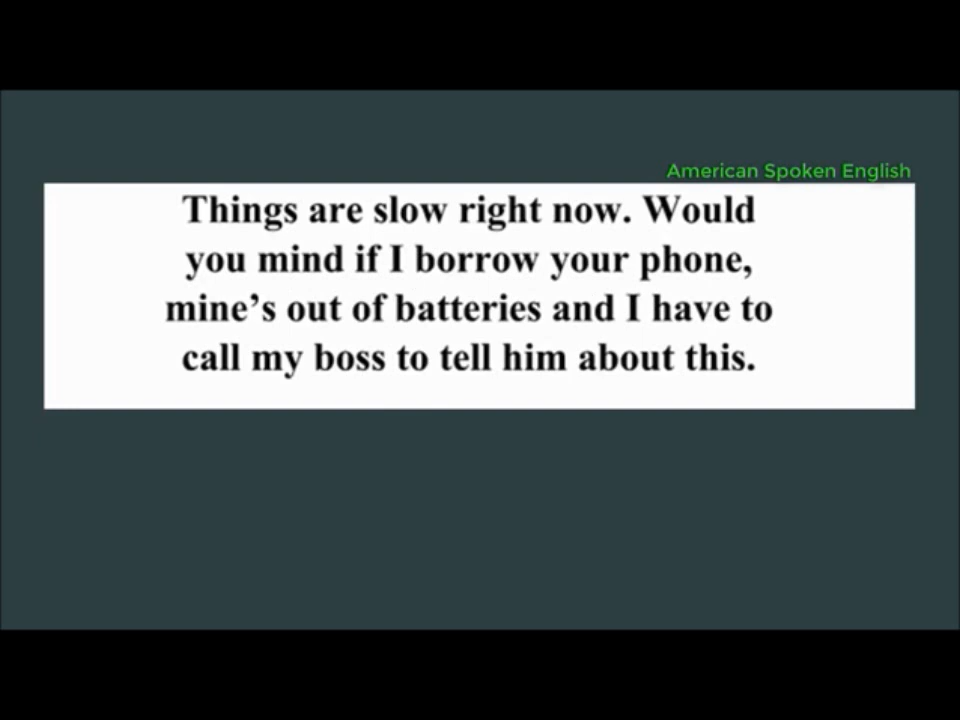 American Spoken English
Things are slow right now. Would
you mind if I borrow your phone,
mine’s out of batteries and I have to
call my boss to tell him about this.